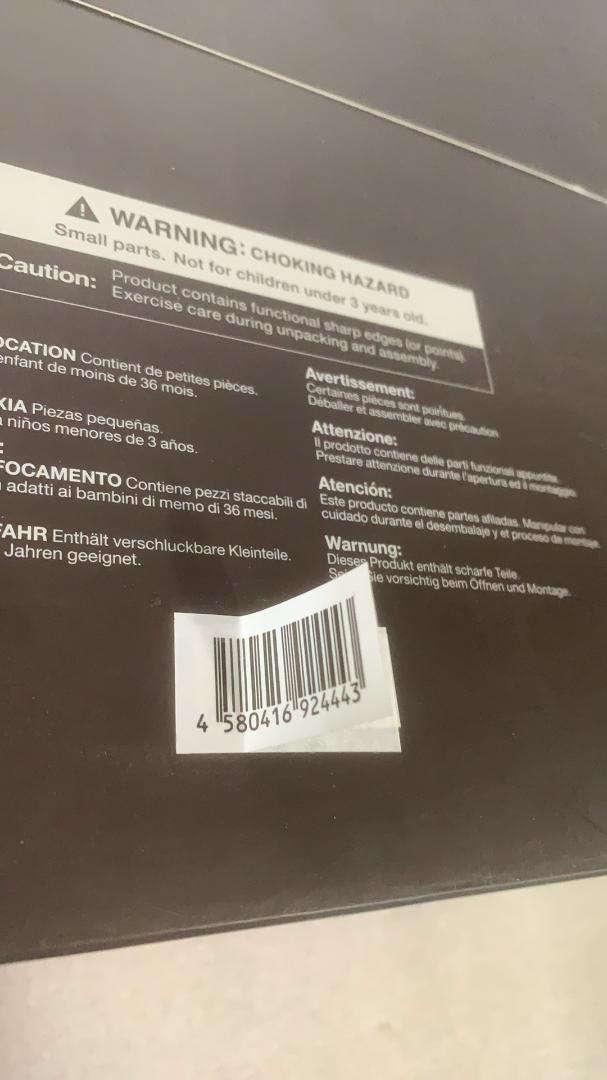 WARNING: CHOKING HAZARD
Small parts. Not for children under 3 years old.
Caution: Product contains functional sharp edges (or points).
Exercise care during unpacking and assembly.
OCATION Contient de petites pièces.
enfant de moins de 36 mois.
XIA Piezas pequeñas.
niños menores de 3 años.
FOCAMENTO Contiene pezzi staccabili di
adatti ai bambini di memo di 36 mesi.
FAHR Enthält verschluckbare Kleinteile.
Jahren geeignet.
Avertissement:
Certaines pièces sont pointues.
Déballer et assembler avec précaution
Attenzione:
Il prodotto contiene delle parti funzionali appuntite.
Prestare attenzione durante l'apertura ed il montaggio
Atención:
Este producto contiene partes afiladas. Manipular con
cuidado durante el desembalaje y el proceso de montaje.
Warnung:
Dieses Produkt enthält scharfe Teile.
Sie vorsichtig beim Öffnen und Montage.
4 580416 924443